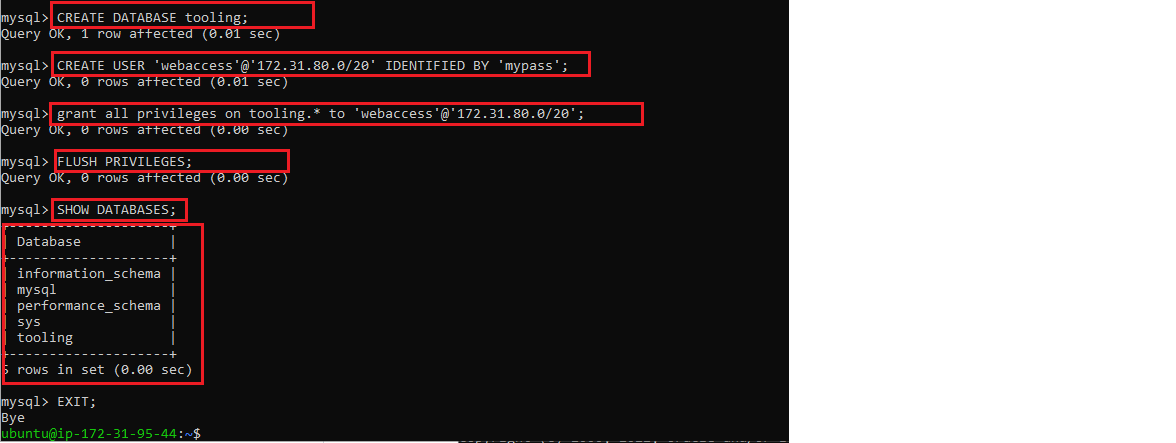 mysql> CREATE DATABASE tooling;
Query OK, 1 row affected (0.01 sec)
mysql> CREATE USER 'webaccess'@'172.31.80.0/20' IDENTIFIED BY 'mypass';
Query OK, 0 rows affected (0.01 sec)
mysql> grant all privileges on tooling.* to 'webaccess'@'172.31.80.0/20';
Query OK, 0 rows affected (0.00 sec)
mysql> FLUSH PRIVILEGES;
Query OK, 0 rows affected (0.00 sec)
mysql> SHOW DATABASES;
+--------------------+
| Database           |
+--------------------+
| information_schema |
| mysql              |
| performance_schema |
| sys                |
| tooling            |
+--------------------+
5 rows in set (0.00 sec)
mysql> EXIT;
Bye
ubuntu@ip-172-31-95-44:~$